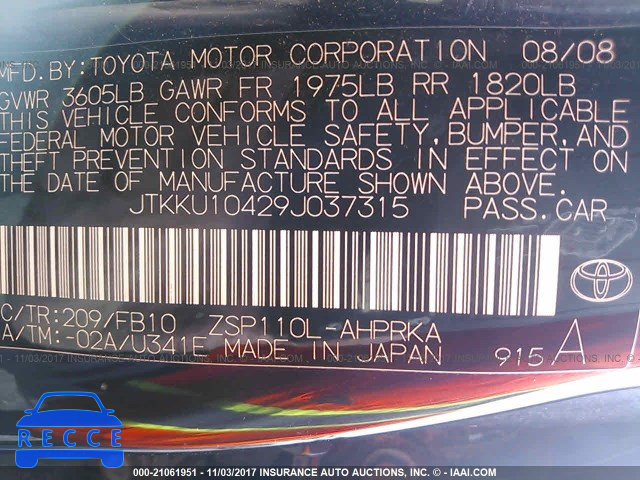 MFD.BY:TOYOTA MOTOR CORPORATION 08/08
GVWR 3605LB GAWR FR 1975LB RR 1820LB
THIS VEHICLE CONFORMS TO ALL APPLICABLE
FEDERAL MOTOR VEHICLE SAFETY,BUMPER,AND
THEFT PREVENTION STANDARDS IN EFFECT ON
THE DATE OF MANUFACTURE SHOWN ABOVE.
JTKKU10429J037315 PASS.CAR
C/TR:209/FB10 ZSP110L-AHPRKA
A/TM:-02A/U341E MADE IN JAPAN 915 A
RECCE
000-21061951 - 11/03/2017 INSURANCE AUTO AUCTIONS, INC. - © IAAI.COM